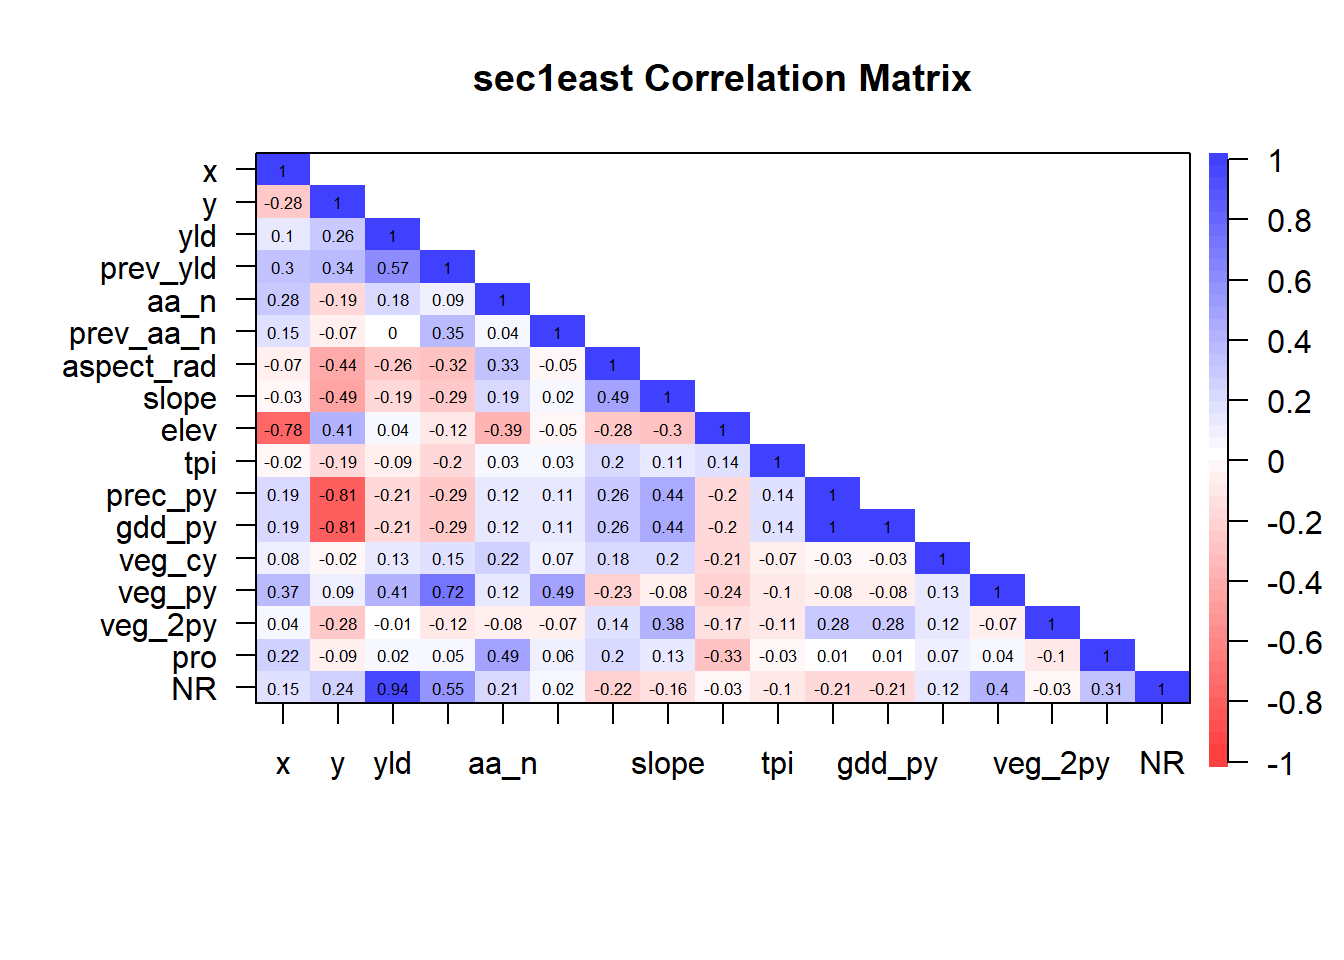 sec1east Correlation Matrix
x 1 1
y -0.28 1 0.8
yld 0.1 0.26 1
prev_yld 0.3 0.34 0.57 1 0.6
aa_n 0.28 -0.19 0.18 0.09 1
prev_aa_n 0.15 -0.07 0 0.35 0.04 1 0.4
aspect_rad -0.07 -0.44 -0.26 -0.32 0.33 -0.05 1
slope -0.03 -0.49 -0.19 -0.29 0.19 0.02 0.49 1 0.2
elev -0.78 0.41 0.04 -0.12 -0.39 -0.05 -0.28 -0.3 1
tpi -0.02 -0.19 -0.09 -0.2 0.03 0.03 0.2 0.11 0.14 1 0
prec_py 0.19 -0.81 -0.21 -0.29 0.12 0.11 0.26 0.44 -0.2 0.14 1
gdd_py 0.19 -0.81 -0.21 -0.29 0.12 0.11 0.26 0.44 -0.2 0.14 1 1 -0.2
veg_cy 0.08 -0.02 0.13 0.15 0.22 0.07 0.18 0.2 -0.21 -0.07 -0.03 -0.03 1
veg_py 0.37 0.09 0.41 0.72 0.12 0.49 -0.23 -0.08 -0.24 -0.1 -0.08 -0.08 0.13 1 -0.4
veg_2py 0.04 -0.28 -0.01 -0.12 -0.08 -0.07 0.14 0.38 -0.17 -0.11 0.28 0.28 0.12 -0.07 1
pro 0.22 -0.09 0.02 0.05 0.49 0.06 0.2 0.13 -0.33 -0.03 0.01 0.01 0.07 0.04 -0.1 1 -0.6
NR 0.15 0.24 0.94 0.55 0.21 0.02 -0.22 -0.16 -0.03 -0.1 -0.21 -0.21 0.12 0.4 -0.03 0.31 1 -0.8
x y yld aa_n slope tpi gdd_py veg_2py NR -1